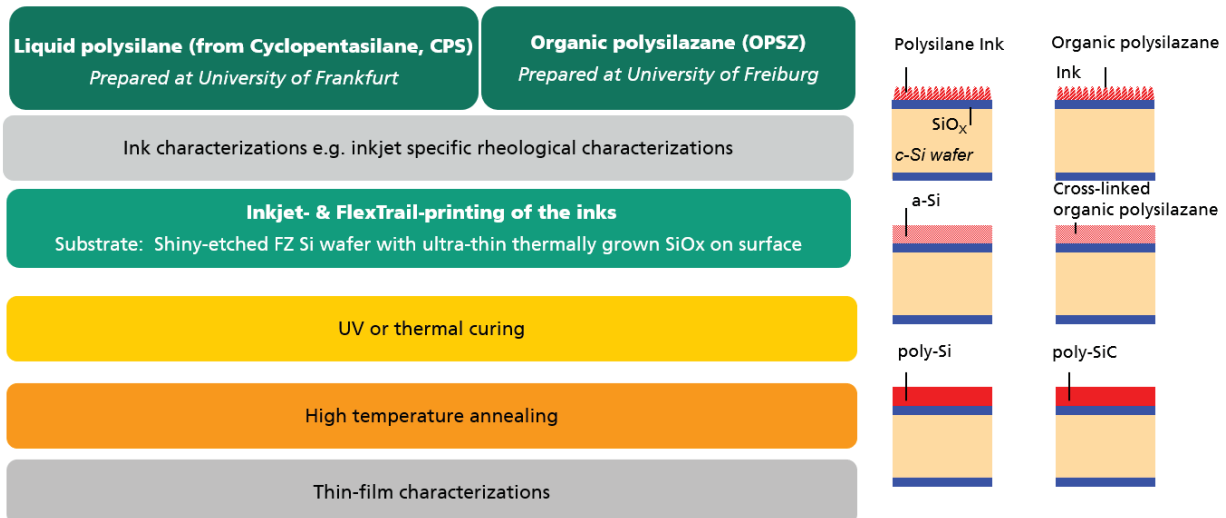 Liquid polysilane (from Cyclopentasilane, CPS)
Prepared at University of Frankfurt
Organic polysilazane (OPSZ)
Prepared at University of Freiburg
Ink characterizations e.g. inkjet specific rheological characterizations
Inkjet- & FlexTrail-printing of the inks
Substrate: Shiny-etched FZ Si wafer with ultra-thin thermally grown SiOx on surface
UV or thermal curing
High temperature annealing
Thin-film characterizations
Polysilane Ink
SiOX
c-Si wafer
Organic polysilazane
Ink
a-Si
Cross-linked
organic polysilazane
poly-Si
poly-SiC